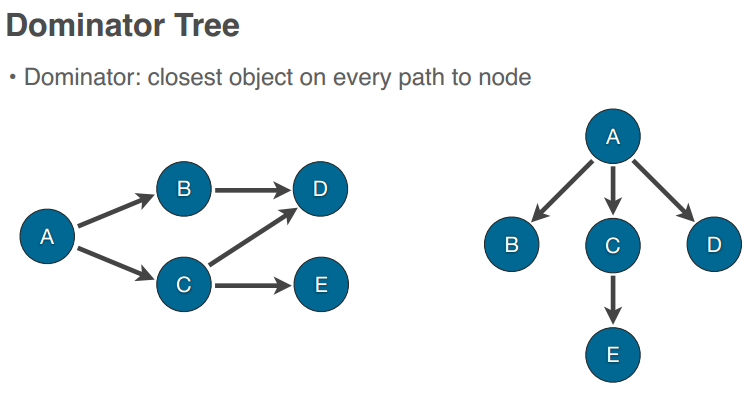 Dominator Tree
• Dominator: closest object on every path to node
A
B
D
A
C
E
B
C
D
E